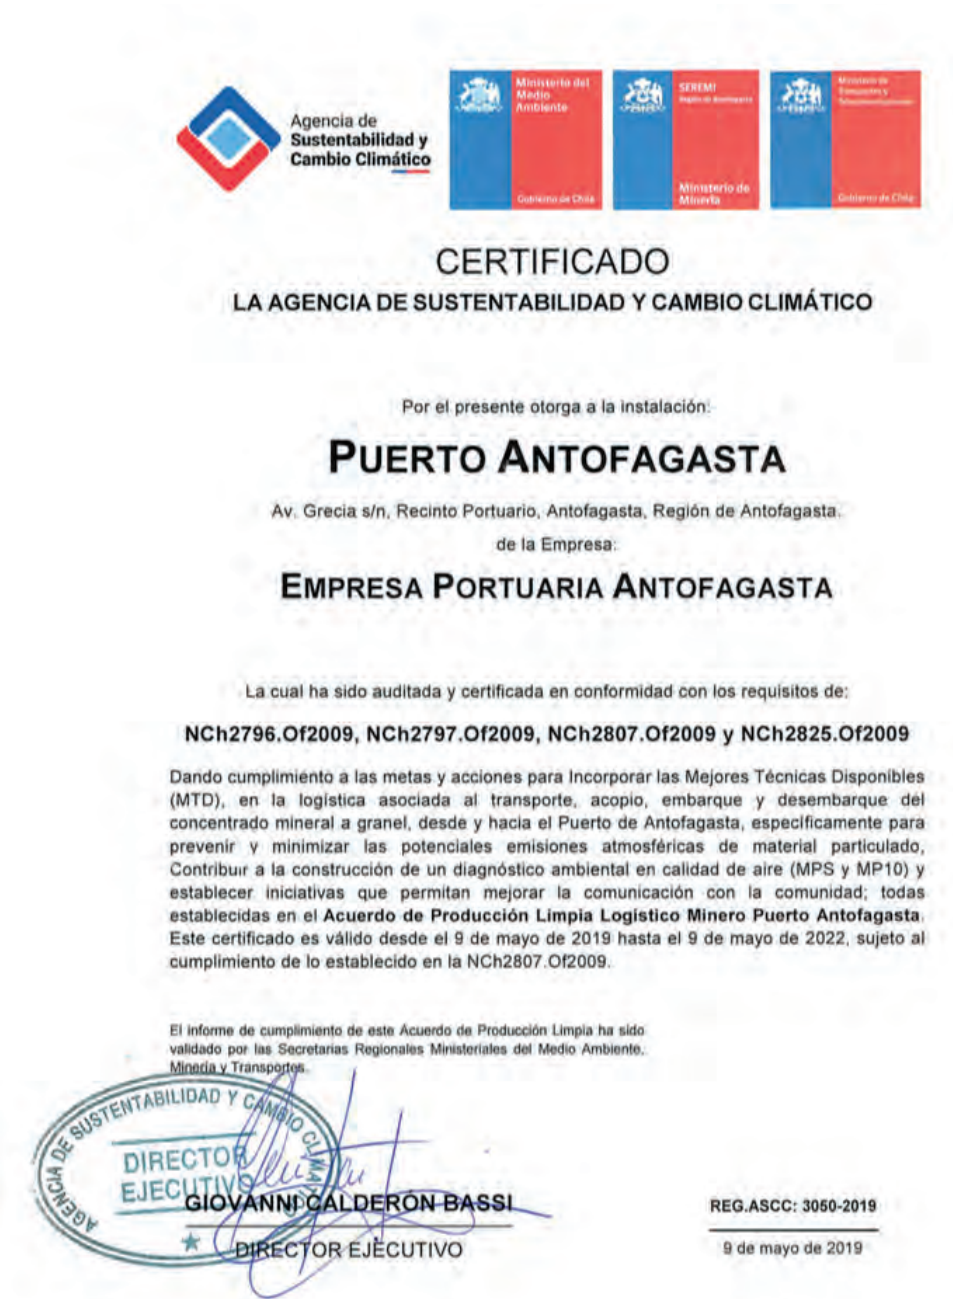 Agencia de
Sustentabilidad y
Cambio Climático
Ministerio del
Medio
Ambiente
Gobierno de Chile
SEREMI
Región de Antofagasta
Ministerio de
Minería
Ministerio de
Transportes y
Telecomunicaciones
Gobierno de Chile
CERTIFICADO
LA AGENCIA DE SUSTENTABILIDAD Y CAMBIO CLIMÁTICO
Por el presente otorga a la instalación:
PUERTO ANTOFAGASTA
Av. Grecia s/n, Recinto Portuario, Antofagasta, Región de Antofagasta.
de la Empresa:
EMPRESA PORTUARIA ANTOFAGASTA
La cual ha sido auditada y certificada en conformidad con los requisitos de:
NCh2796.Of2009, NCh2797.Of2009, NCh2807.Of2009 y NCh2825.Of2009
Dando cumplimiento a las metas y acciones para Incorporar las Mejores Técnicas Disponibles
(MTD), en la logística asociada al transporte, acopio, embarque y desembarque del
concentrado mineral a granel, desde y hacia el Puerto de Antofagasta, específicamente para
prevenir y minimizar las potenciales emisiones atmosféricas de material particulado,
Contribuir a la construcción de un diagnóstico ambiental en calidad de aire (MPS y MP10) y
establecer iniciativas que permitan mejorar la comunicación con la comunidad; todas
establecidas en el Acuerdo de Producción Limpia Logístico Minero Puerto Antofagasta.
Este certificado es válido desde el 9 de mayo de 2019 hasta el 9 de mayo de 2022, sujeto al
cumplimiento de lo establecido en la NCh2807.Of2009.
El informe de cumplimiento de este Acuerdo de Producción Limpia ha sido
validado por las Secretarias Regionales Ministeriales del Medio Ambiente,
Minería y Transportes.
AGENCIA DE SUSTENTABILIDAD Y CAMBIO CLIMÁTICO
DIRECTOR
EJECUTIVO
GIOVANNI CALDERÓN BASSI
DIRECTOR EJECUTIVO
REG.ASCC: 3050-2019
9 de mayo de 2019